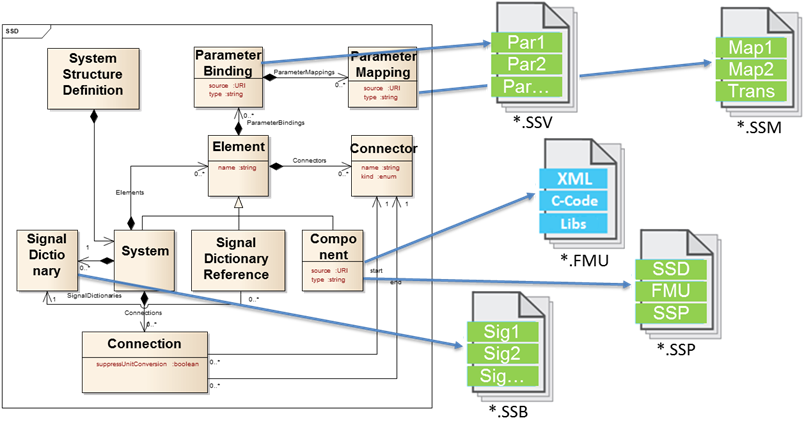 SSD
System
Structure
Definition
Parameter
Binding
source :URI
type :string
ParameterMappings
0..*
Parameter
Mapping
source :URI
type :string
0..*
ParameterBindings
Element
name :string
Connectors
0..*
Connector
name :string
kind :enum
Elements
0..*
1
1
1
Signal
Dictio
nary
0..*
System
Signal
Dictionary
Reference
Comp
onent
source :URI
type :string
start
end
SignalDictionaries
1
0..*
Connections
0..*
Connection
suppressUnitConversion :boolean
0..*
0..*
Par1
Par2
Par...
*.SSV
Map1
Map2
Trans
*.SSM
XML
C-Code
Libs
*.FMU
SSD
FMU
SSP
*.SSP
Sig1
Sig2
Sig...
*.SSB